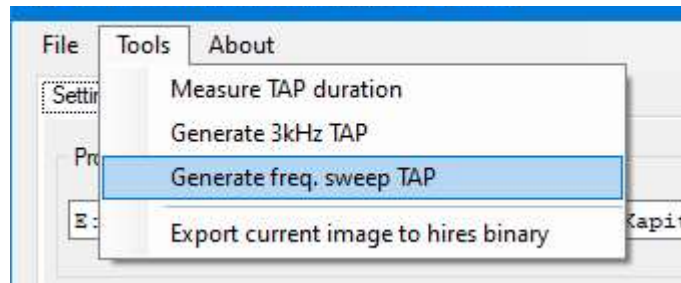 File Tools About
Measure TAP duration
Generate 3kHz TAP
Generate freq. sweep TAP
Export current image to hires binary